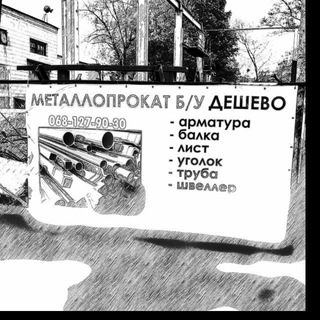 МЕТАЛЛОПРОКАТ Б/У ДЕШЕВО
068-127-90-30
- арматура
- балка
- лист
- уголок
- труба
- швеллер